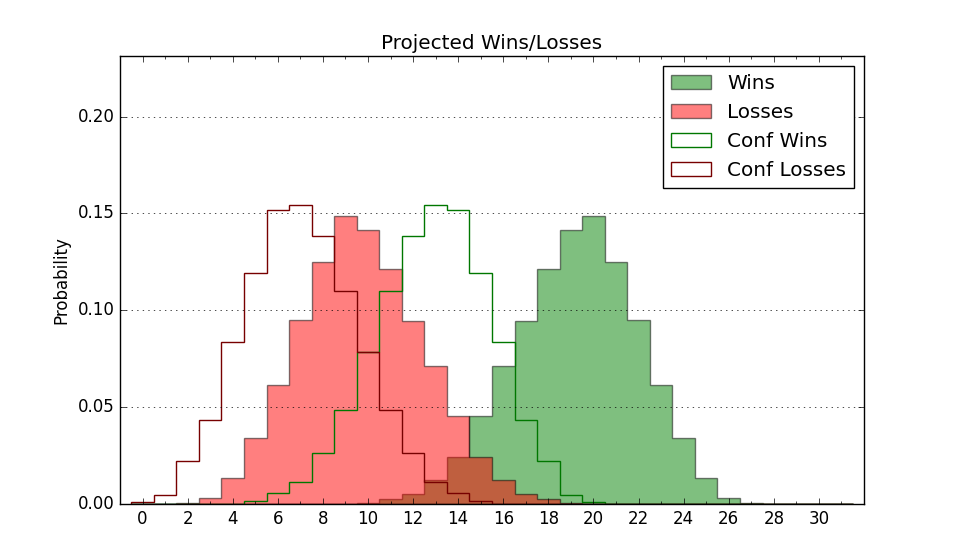 Projected Wins/Losses
Wins
Losses
Conf Wins
Conf Losses
Probability
0.20
0.15
0.10
0.05
0.00
0 2 4 6 8 10 12 14 16 18 20 22 24 26 28 30